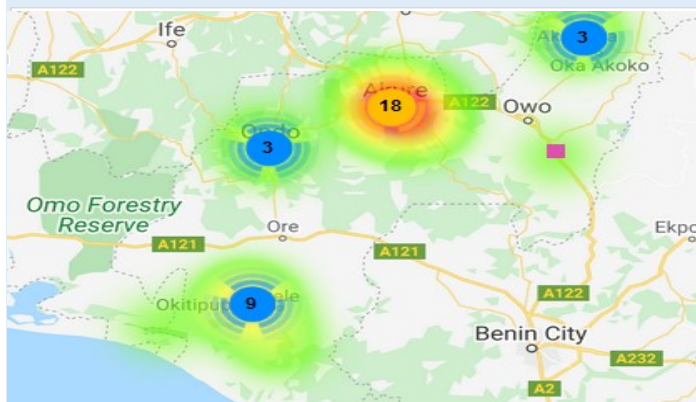 Ife
3
A122
Oka Akoko
Akure
18
A122
Owo
Ondo
3
Omo Forestry
Reserve
Ore
Ekpo
A121
A121
9
A122
Benin City
A232
A2